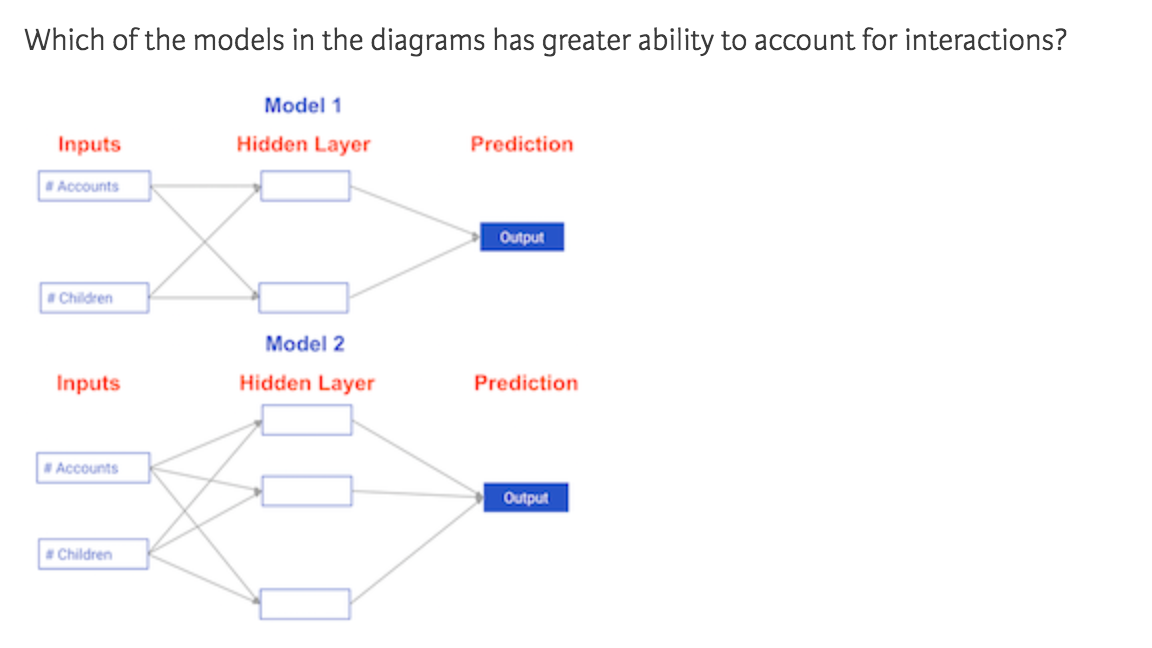 Which of the models in the diagrams has greater ability to account for interactions?
Model 1
Inputs Hidden Layer Prediction
# Accounts
Output
# Children
Model 2
Inputs Hidden Layer Prediction
# Accounts
Output
# Children